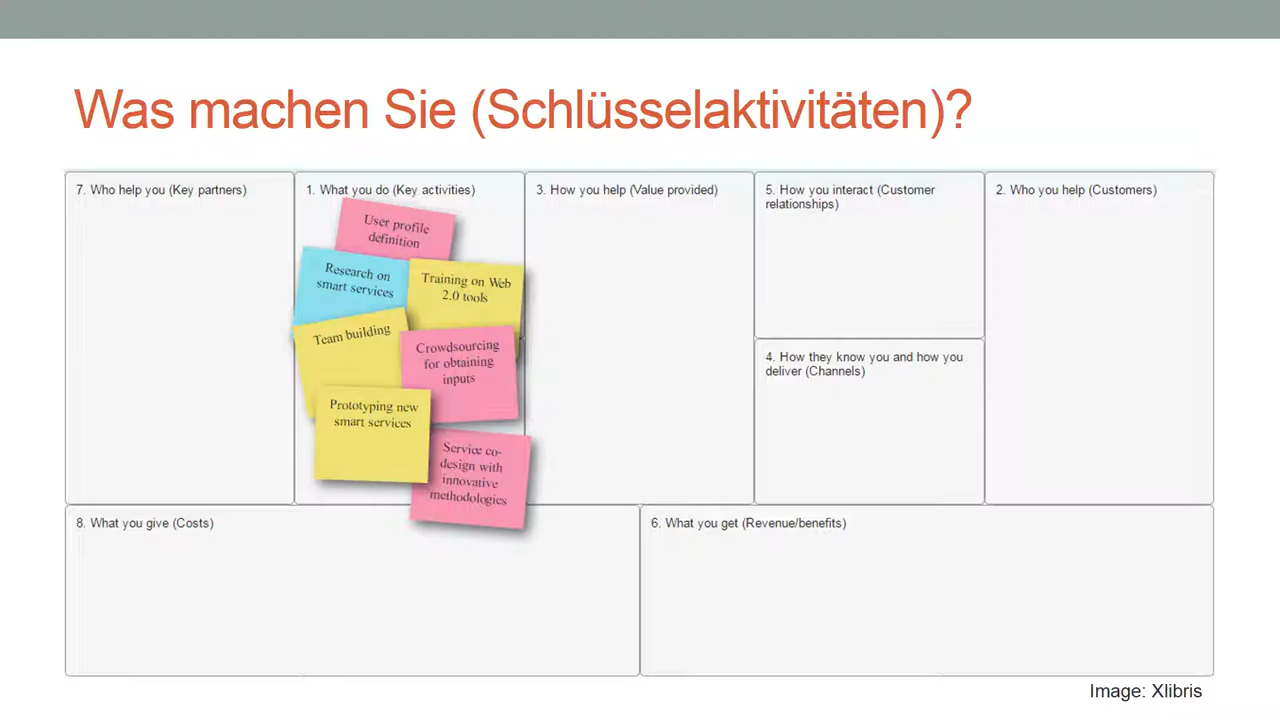 Was machen Sie (Schlüsselaktivitäten)?
7. Who help you (Key partners)
1. What you do (Key activities)
User profile
definition
Research on
smart services
Training on Web
2.0 tools
Team building
Crowdsourcing
for obtaining
inputs
Prototyping new
smart services
Service co-
design with
innovative
methodologies
3. How you help (Value provided)
5. How you interact (Customer
relationships)
4. How they know you and how you
deliver (Channels)
2. Who you help (Customers)
8. What you give (Costs)
6. What you get (Revenue/benefits)
Image: Xlibris